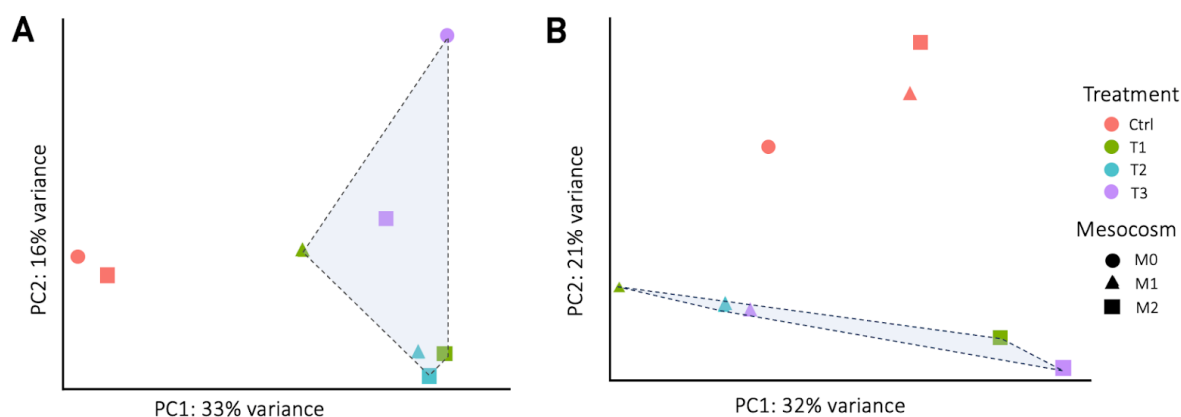 A
PC2: 16% variance
PC1: 33% variance
B
PC2: 21% variance
PC1: 32% variance
Treatment
Ctrl
T1
T2
T3
Mesocosm
M0
M1
M2